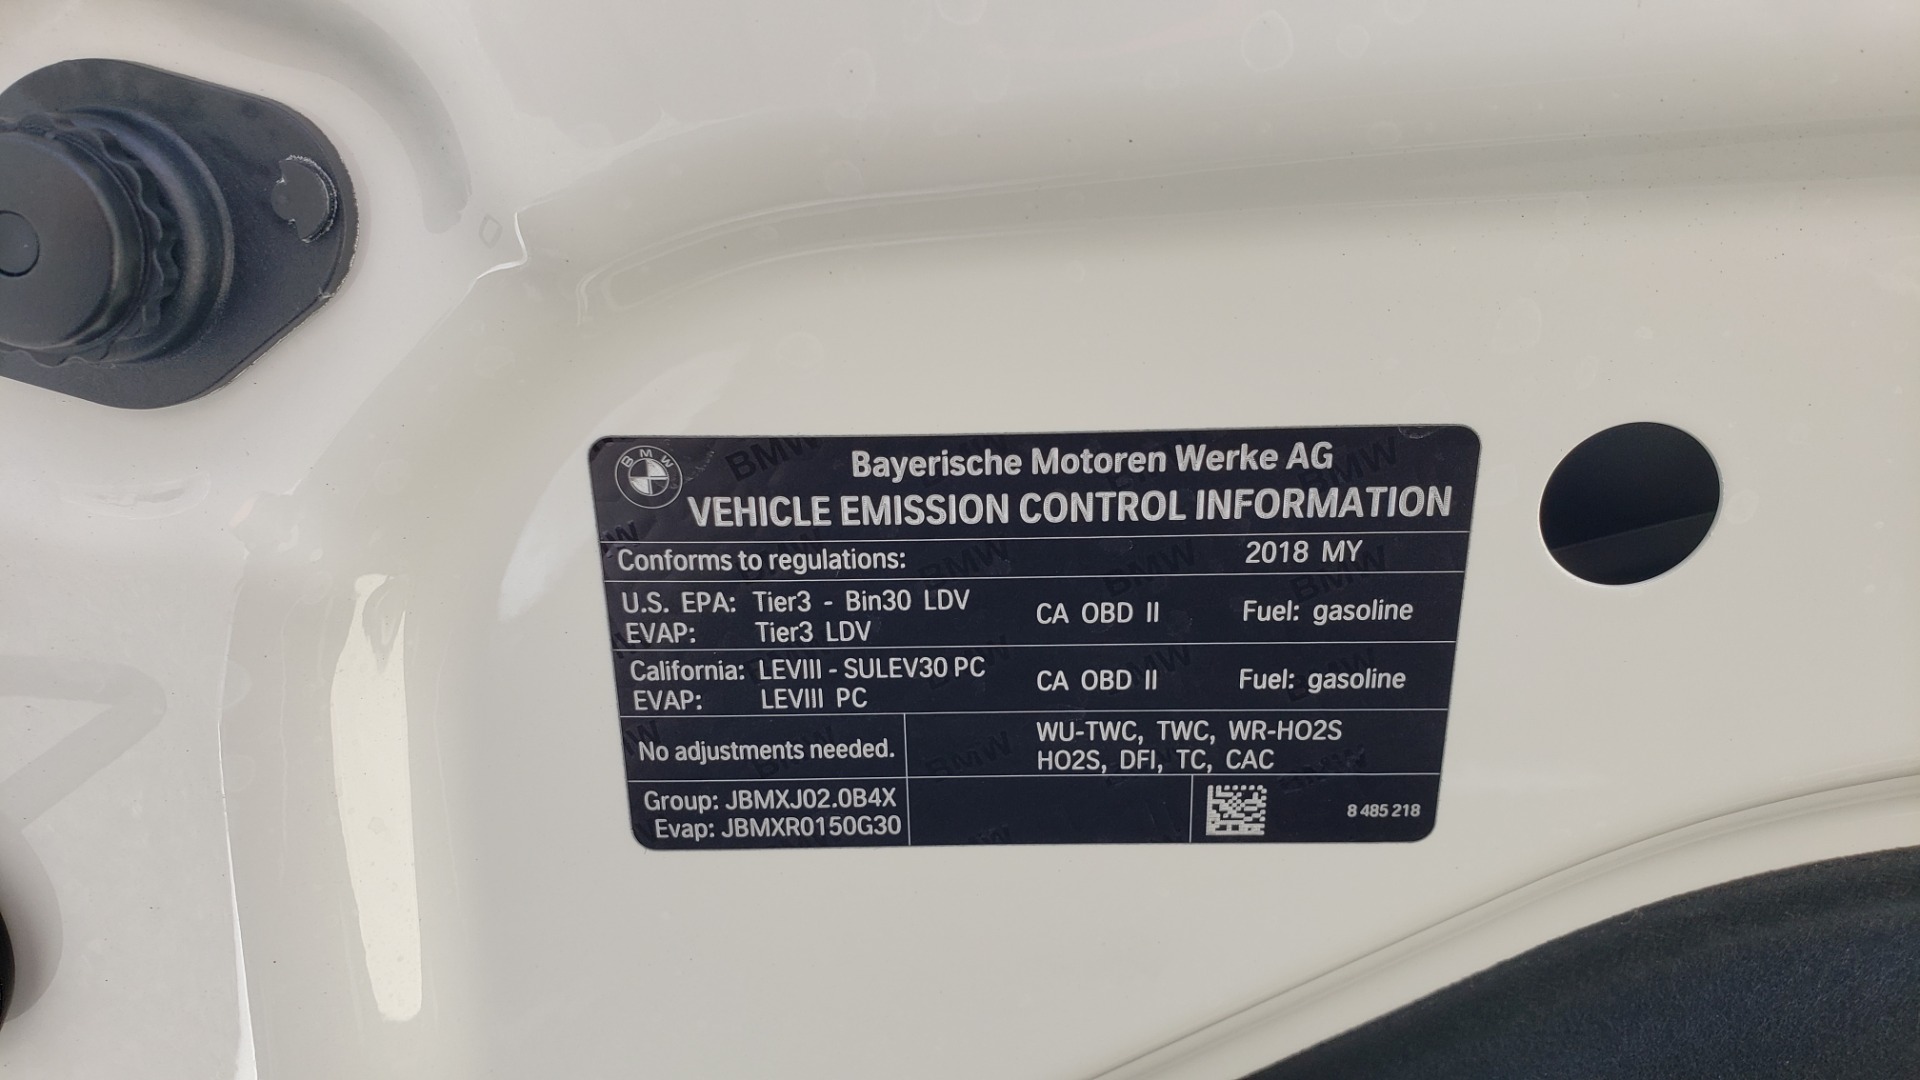 BMW
Bayerische Motoren Werke AG
VEHICLE EMISSION CONTROL INFORMATION
Conforms to regulations: 2018 MY
U.S. EPA: Tier3 - Bin30 LDV CA OBD II Fuel: gasoline
EVAP: Tier3 LDV
California: LEVIII - SULEV30 PC CA OBD II Fuel: gasoline
EVAP: LEVIII PC
No adjustments needed.
WU-TWC, TWC, WR-HO2S
HO2S, DFI, TC, CAC
Group: JBMXJ02.0B4X
Evap: JBMXR0150G30
8 485 218